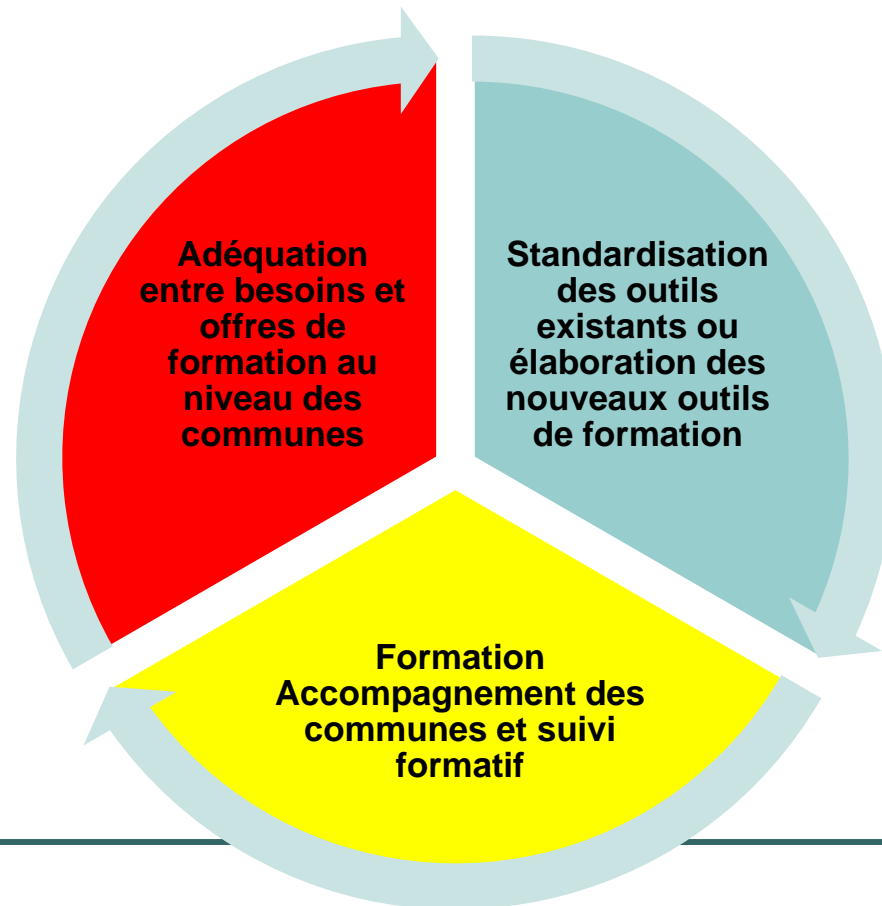 Adéquation
entre besoins et
offres de
formation au
niveau des
communes
Standardisation
des outils
existants ou
élaboration des
nouveaux outils
de formation
Formation
Accompagnement des
communes et suivi
formatif